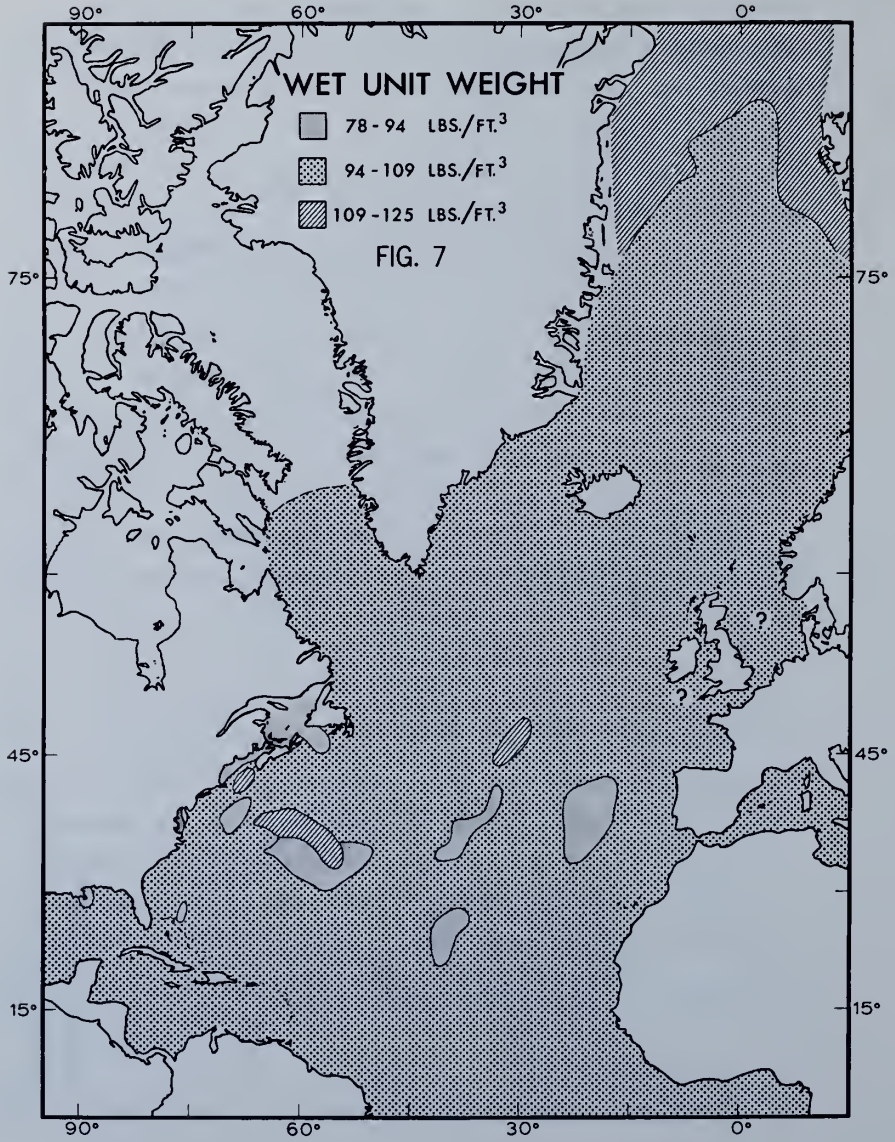 90° 60° 30° 0°
WET UNIT WEIGHT
78-94 LBS./FT.³
94-109 LBS./FT.³
109-125 LBS./FT.³
FIG. 7
75° 75°
?
?
45° 45°
15° 15°
90° 60° 30° 0°